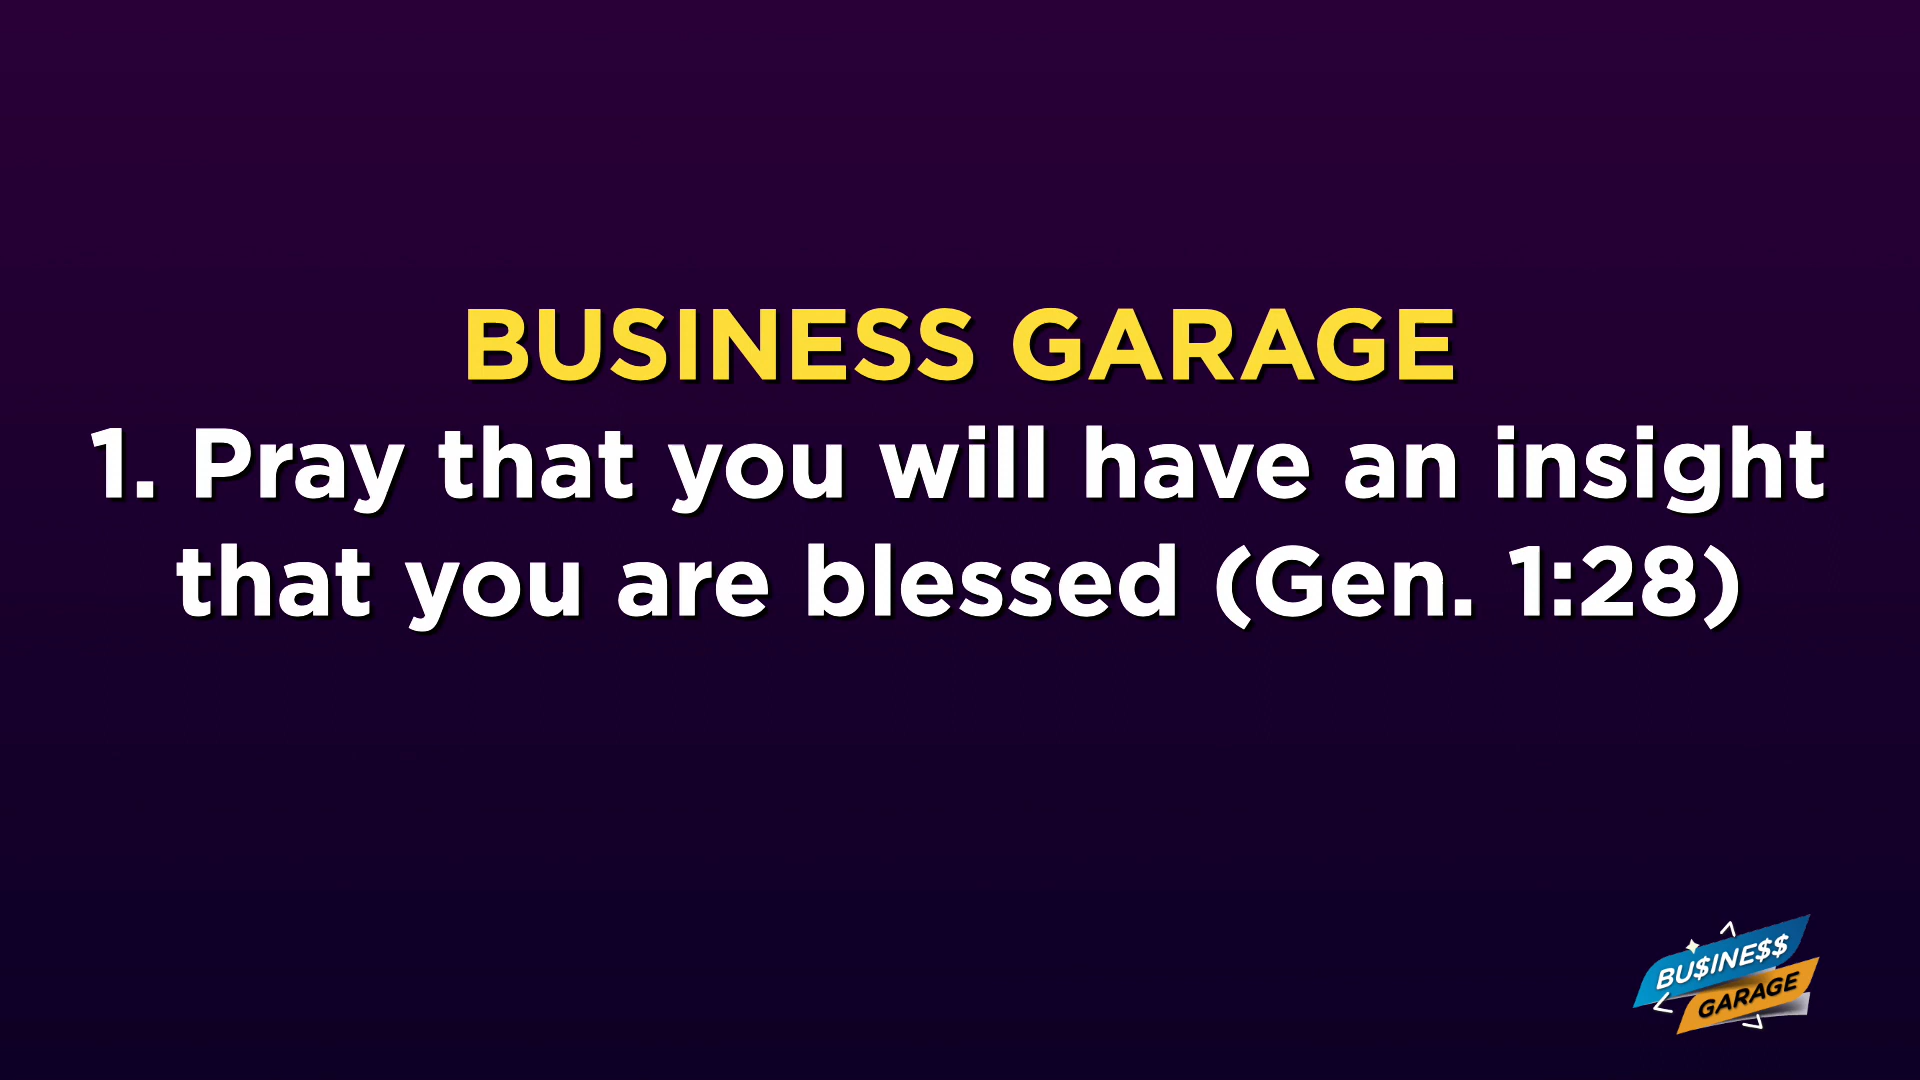 BUSINESS GARAGE
1. Pray that you will have an insight
that you are blessed (Gen. 1:28)
BU$INE$$
GARAGE